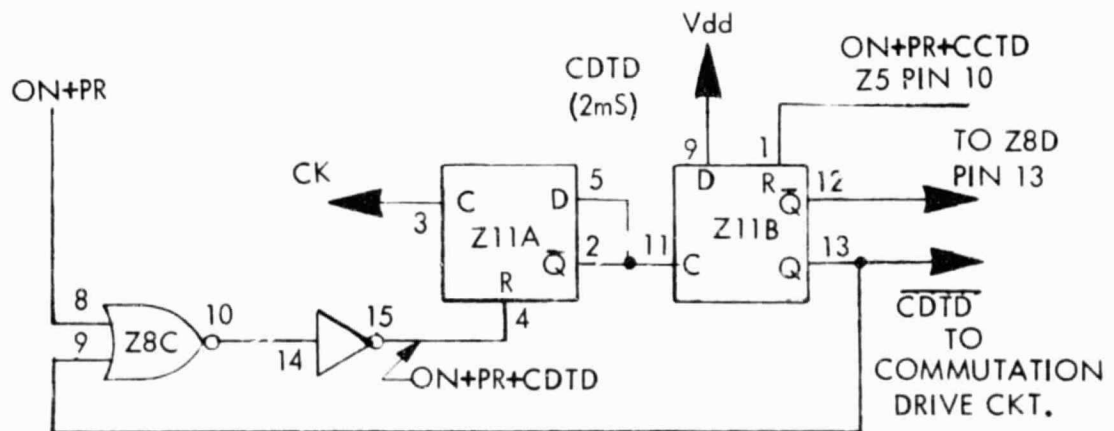 Vdd
ON+PR+CCTD
Z5 PIN 10
CDTD
(2mS)
ON+PR
TO Z8D
PIN 13
9
1
CK
5
12
C
D
D
R
Q̅
3
Z11A
Z11B
2
11
13
Q̅
C
Q
R
4
8
10
15
C̅D̅T̅D̅
9
Z8C
14
TO
COMMUTATION
DRIVE CKT.
ON+PR+CDTD